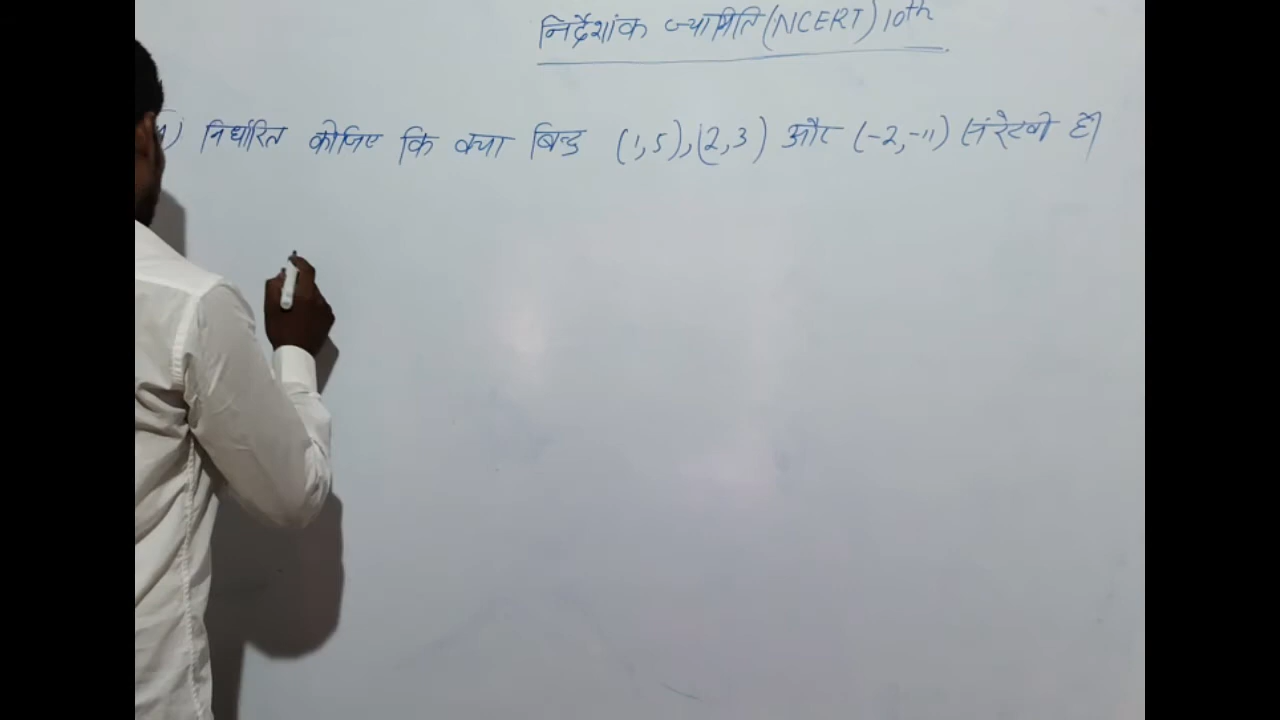 निर्देशांक ज्यामिति (NCERT) 10th
निर्धारित कीजिए कि क्या बिन्दु (1,5),(2,3) और (-2,-11) संरेखी हैं।